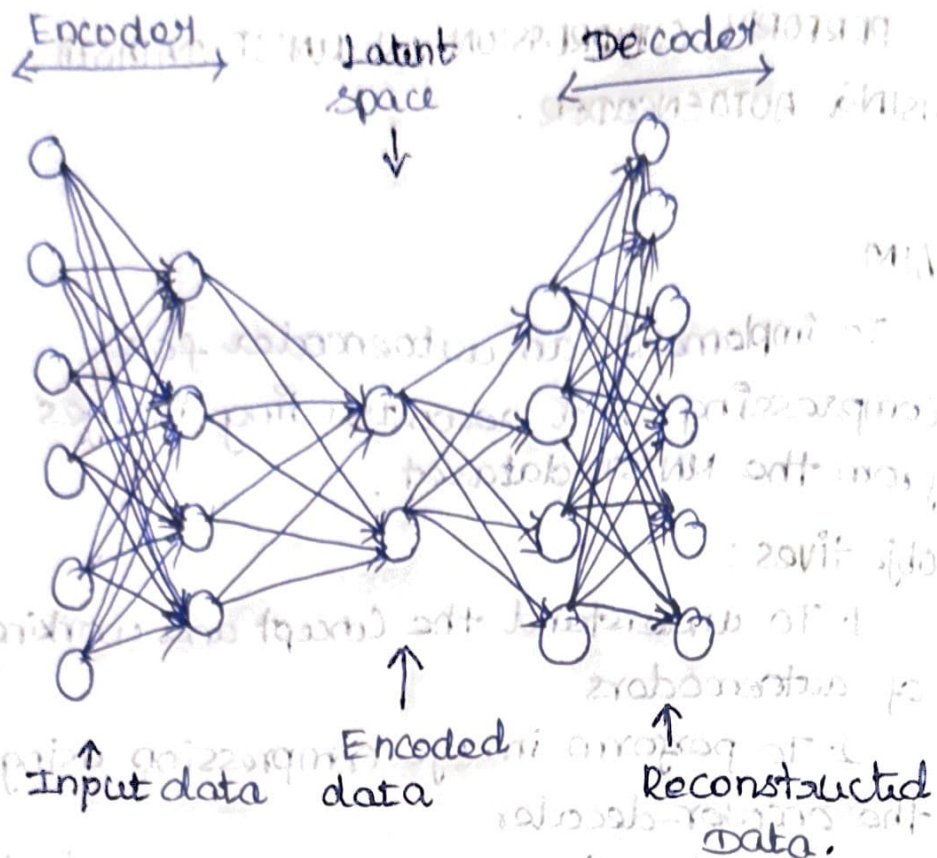 Encoder
Latent
space
Decoder
Input data
Encoded
data
Reconstructed
Data.